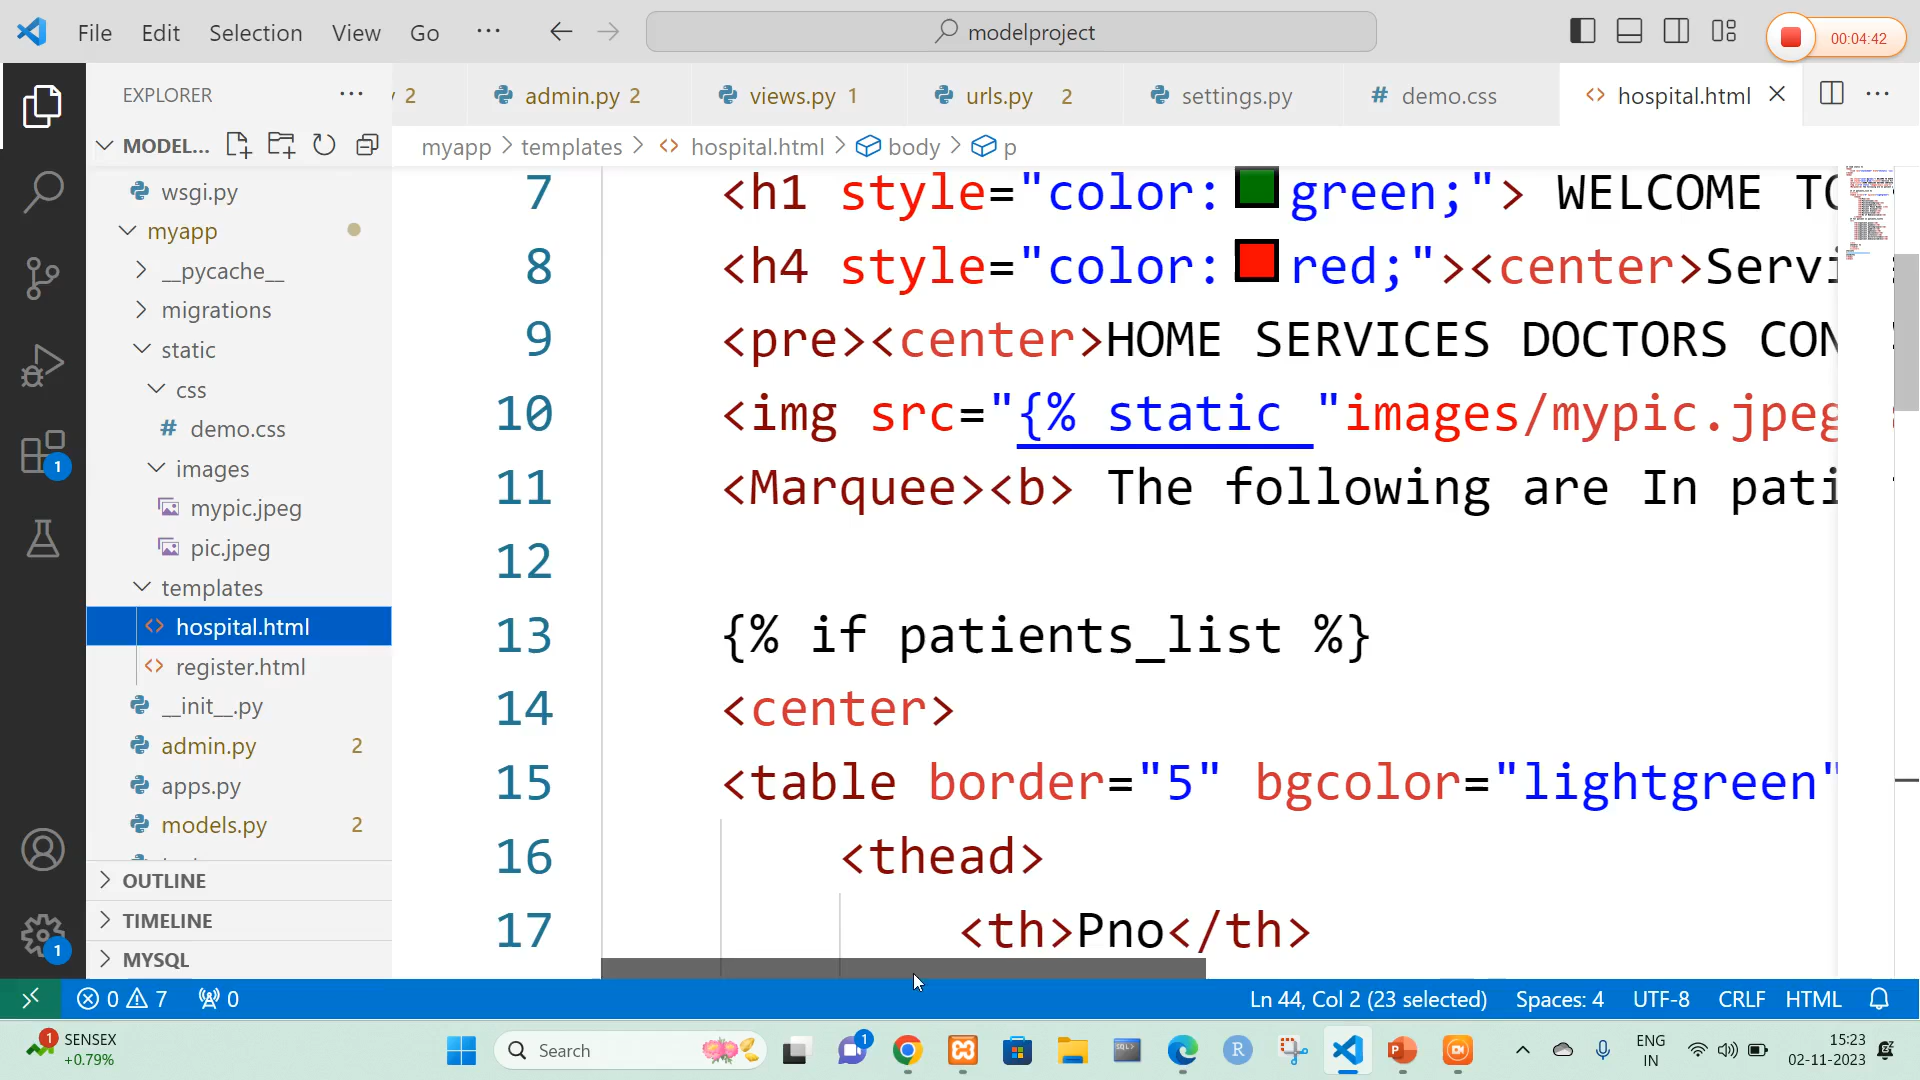 File Edit Selection View Go ··· modelproject 00:04:42
EXPLORER ··· 2 admin.py 2 views.py 1 urls.py 2 settings.py demo.css hospital.html
MODEL... myapp > templates > hospital.html > body > p
wsgi.py
myapp
__pycache__
migrations
static
css
demo.css
images
mypic.jpeg
pic.jpeg
templates
hospital.html
register.html
__init__.py
admin.py 2
apps.py
models.py 2
OUTLINE
TIMELINE
MYSQL
7 <h1 style="color: green;"> WELCOME TO
8 <h4 style="color: red;"><center>Servi
9 <pre><center>HOME SERVICES DOCTORS CON
10 <img src="{% static "images/mypic.jpeg
11 <Marquee><b> The following are In pati
12
13 {% if patients_list %}
14 <center>
15 <table border="5" bgcolor="lightgreen"
16 <thead>
17 <th>Pno</th>
1
1
0 7 0 Ln 44, Col 2 (23 selected) Spaces: 4 UTF-8 CRLF HTML
1 SENSEX
+0.79%
Search
1
SQL>
R
P
ENG
IN
15:23
02-11-2023